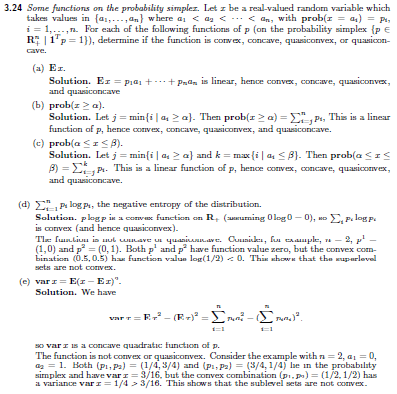 3.24 Some functions on the probability simplex. Let x be a real-valued random variable which
takes values in {a₁, ..., aₙ} where a₁ < a₂ < ··· < aₙ, with prob(x = aᵢ) = pᵢ,
i = 1, ..., n. For each of the following functions of p (on the probability simplex {p ∈
Rⁿ₊ | 1ᵀp = 1}), determine if the function is convex, concave, quasiconvex, or quasicon-
cave.
(a) Ex.
Solution. Ex = p₁a₁ + ··· + pₙaₙ is linear, hence convex, concave, quasiconvex,
and quasiconcave
(b) prob(x ≥ α).
Solution. Let j = min{i | aᵢ ≥ α}. Then prob(x ≥ α) = ∑ⁿᵢ₌ⱼ pᵢ, This is a linear
function of p, hence convex, concave, quasiconvex, and quasiconcave.
(c) prob(α ≤ x ≤ β).
Solution. Let j = min{i | aᵢ ≥ α} and k = max{i | aᵢ ≤ β}. Then prob(α ≤ x ≤
β) = ∑ᵏᵢ₌ⱼ pᵢ. This is a linear function of p, hence convex, concave, quasiconvex,
and quasiconcave.
(d) ∑ⁿᵢ₌₁ pᵢ log pᵢ, the negative entropy of the distribution.
Solution. p log p is a convex function on R₊ (assuming 0 log 0 = 0), so ∑ᵢ pᵢ log pᵢ
is convex (and hence quasiconvex).
The function is not concave or quasiconcave. Consider, for example, n = 2, p¹ =
(1, 0) and p² = (0, 1). Both p¹ and p² have function value zero, but the convex com-
bination (0.5, 0.5) has function value log(1/2) < 0. This shows that the superlevel
sets are not convex.
(e) var x = E(x − Ex)².
Solution. We have
var x = Ex² − (Ex)² = ∑ⁿᵢ₌₁ pᵢaᵢ² − (∑ⁿᵢ₌₁ pᵢaᵢ)²,
so var x is a concave quadratic function of p.
The function is not convex or quasiconvex. Consider the example with n = 2, a₁ = 0,
a₂ = 1. Both (p₁, p₂) = (1/4, 3/4) and (p₁, p₂) = (3/4, 1/4) lie in the probability
simplex and have var x = 3/16, but the convex combination (p₁, p₂) = (1/2, 1/2) has
a variance var x = 1/4 > 3/16. This shows that the sublevel sets are not convex.